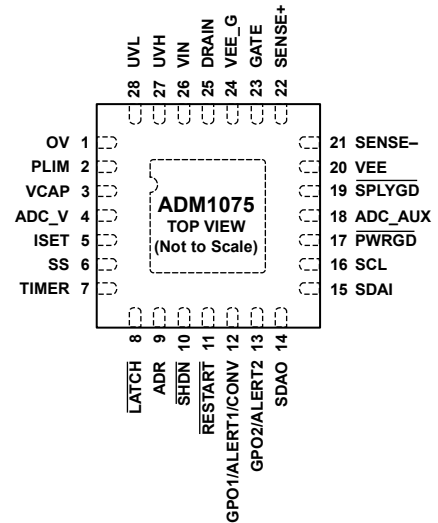 28 UVL
27 UVH
26 VIN
25 DRAIN
24 VEE_G
23 GATE
22 SENSE+
OV 1
PLIM 2
VCAP 3
ADC_V 4
ISET 5
SS 6
TIMER 7
ADM1075
TOP VIEW
(Not to Scale)
21 SENSE–
20 VEE
19 SPLYGD
18 ADC_AUX
17 PWRGD
16 SCL
15 SDAI
LATCH 8
ADR 9
SHDN 10
RESTART 11
GPO1/ALERT1/CONV 12
GPO2/ALERT2 13
SDAO 14